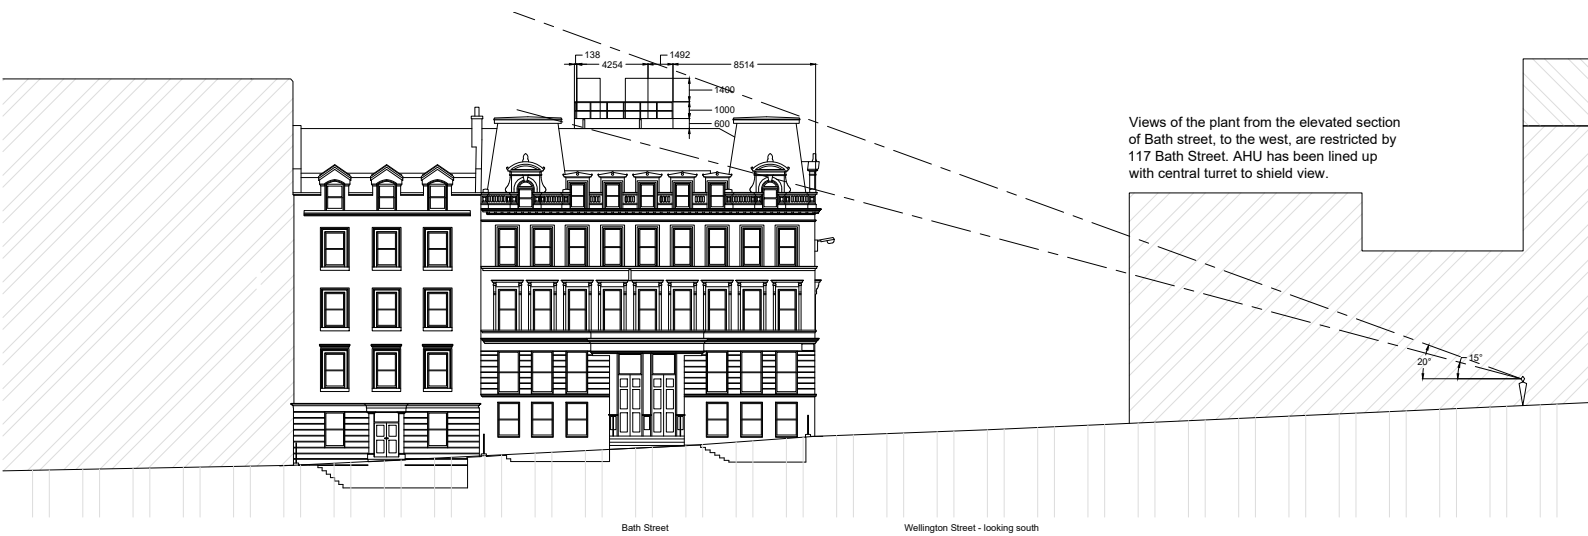 138
1492
4254
8514
1400
1000
600
Views of the plant from the elevated section
of Bath street, to the west, are restricted by
117 Bath Street. AHU has been lined up
with central turret to shield view.
20°
15°
Bath Street
Wellington Street - looking south